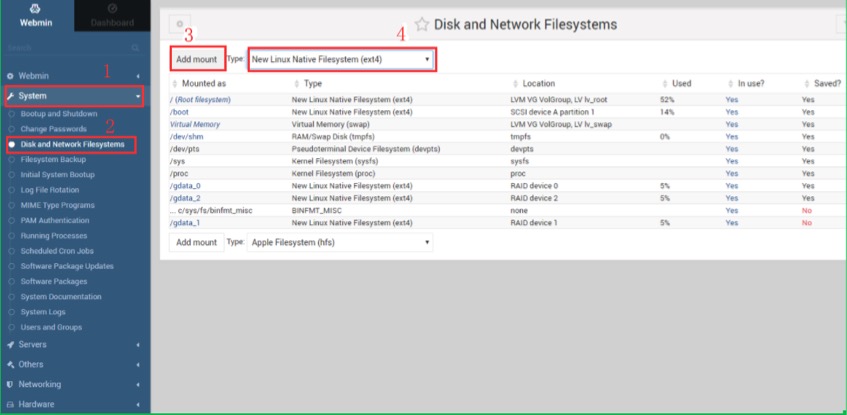 Webmin
Dashboard
Search
Webmin
1
System
Bootup and Shutdown
Change Passwords
2
Disk and Network Filesystems
Filesystem Backup
Initial System Bootup
Log File Rotation
MIME Type Programs
PAM Authentication
Running Processes
Scheduled Cron Jobs
Software Package Updates
Software Packages
System Documentation
System Logs
Users and Groups
Servers
Others
Networking
Hardware
Disk and Network Filesystems
3
4
Add mount Type: New Linux Native Filesystem (ext4)
Mounted as Type Location Used In use? Saved?
/ (Root filesystem) New Linux Native Filesystem (ext4) LVM VG VolGroup, LV lv_root 52% Yes Yes
/boot New Linux Native Filesystem (ext4) SCSI device A partition 1 14% Yes Yes
Virtual Memory Virtual Memory (swap) LVM VG VolGroup, LV lv_swap Yes Yes
/dev/shm RAM/Swap Disk (tmpfs) tmpfs 0% Yes Yes
/dev/pts Pseudoterminal Device Filesystem (devpts) devpts Yes Yes
/sys Kernel Filesystem (sysfs) sysfs Yes Yes
/proc Kernel Filesystem (proc) proc Yes Yes
/gdata_0 New Linux Native Filesystem (ext4) RAID device 0 5% Yes Yes
/gdata_2 New Linux Native Filesystem (ext4) RAID device 2 5% Yes Yes
... c/sys/fs/binfmt_misc BINFMT_MISC none Yes No
/gdata_1 New Linux Native Filesystem (ext4) RAID device 1 5% Yes No
Add mount Type: Apple Filesystem (hfs)